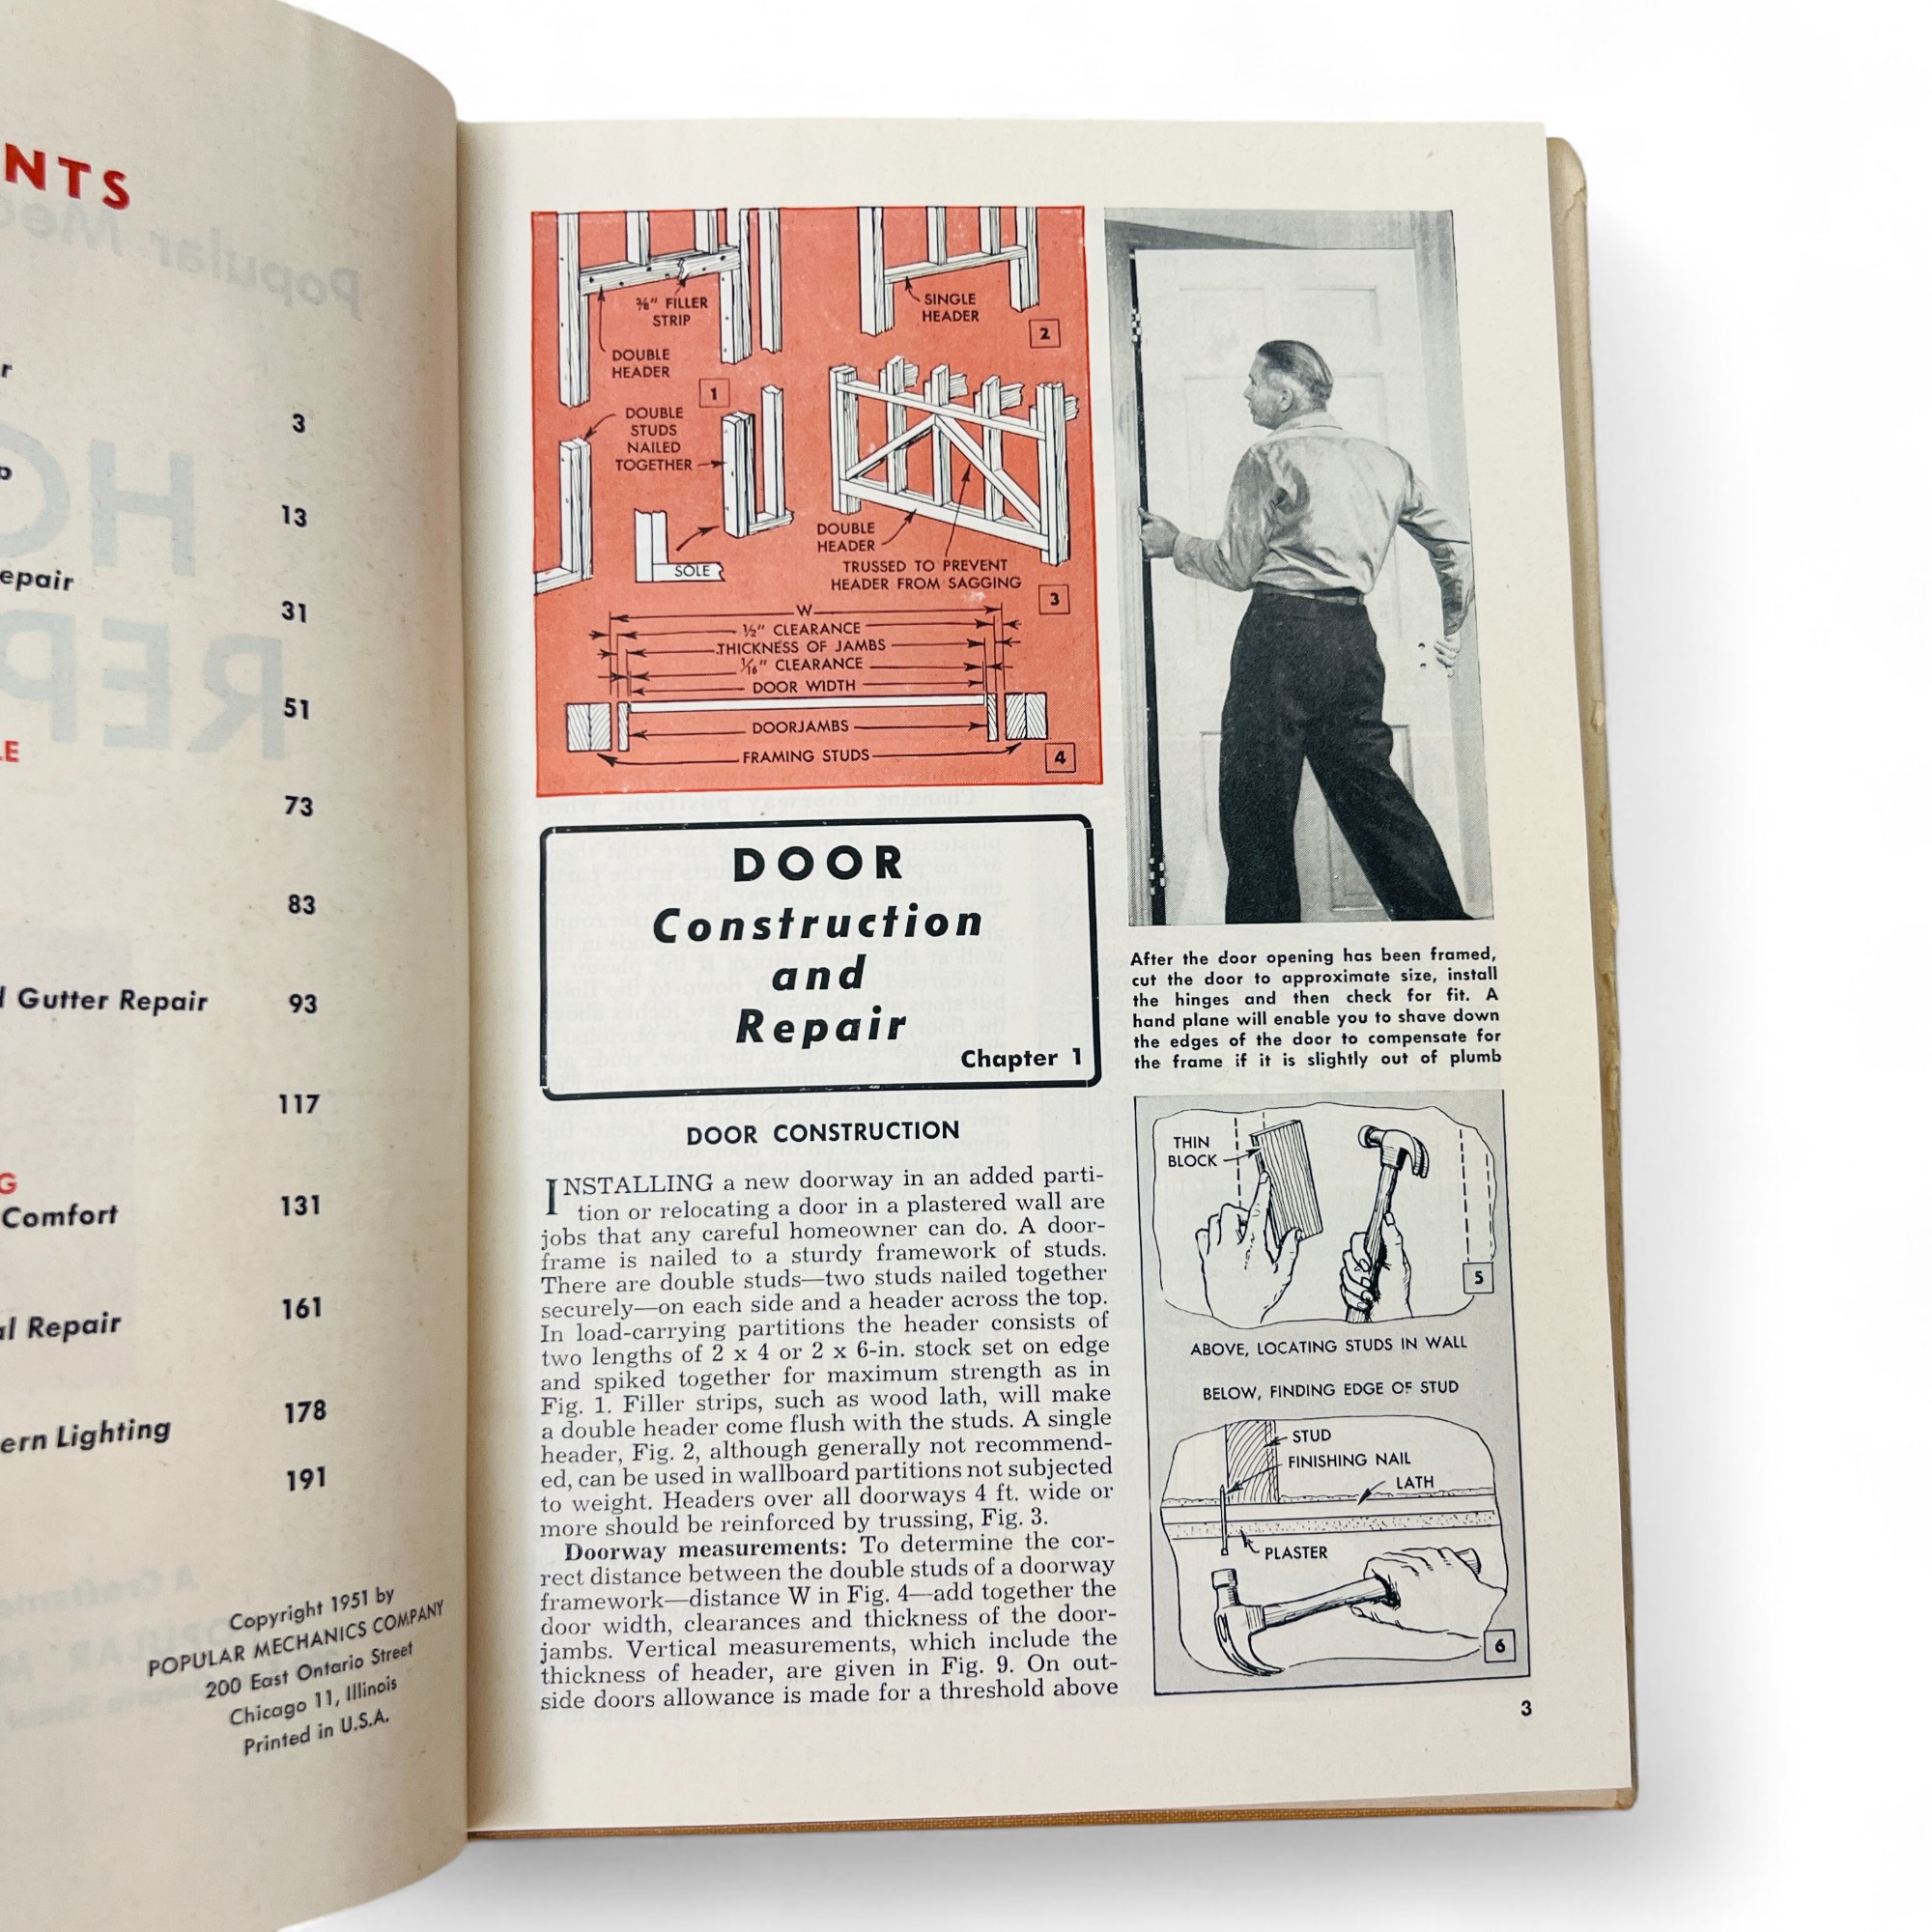 NTS
r
3
p
13
epair
31
51
LE
73
83
l Gutter Repair 93
117
G
Comfort 131
161
al Repair
178
ern Lighting
191
Copyright 1951 by
POPULAR MECHANICS COMPANY
200 East Ontario Street
Chicago 11, Illinois
Printed in U.S.A.
⅜" FILLER
STRIP
DOUBLE
HEADER
1
SINGLE
HEADER
2
DOUBLE
STUDS
NAILED
TOGETHER
SOLE
DOUBLE
HEADER
TRUSSED TO PREVENT
HEADER FROM SAGGING
3
W
½" CLEARANCE
THICKNESS OF JAMBS
1/16" CLEARANCE
DOOR WIDTH
DOORJAMBS
FRAMING STUDS
4
DOOR
Construction
and
Repair
Chapter 1
DOOR CONSTRUCTION
INSTALLING a new doorway in an added parti-
tion or relocating a door in a plastered wall are
jobs that any careful homeowner can do. A door-
frame is nailed to a sturdy framework of studs.
There are double studs—two studs nailed together
securely—on each side and a header across the top.
In load-carrying partitions the header consists of
two lengths of 2 x 4 or 2 x 6-in. stock set on edge
and spiked together for maximum strength as in
Fig. 1. Filler strips, such as wood lath, will make
a double header come flush with the studs. A single
header, Fig. 2, although generally not recommend-
ed, can be used in wallboard partitions not subjected
to weight. Headers over all doorways 4 ft. wide or
more should be reinforced by trussing, Fig. 3.
Doorway measurements: To determine the cor-
rect distance between the double studs of a doorway
framework—distance W in Fig. 4—add together the
door width, clearances and thickness of the door-
jambs. Vertical measurements, which include the
thickness of header, are given in Fig. 9. On out-
side doors allowance is made for a threshold above
After the door opening has been framed,
cut the door to approximate size, install
the hinges and then check for fit. A
hand plane will enable you to shave down
the edges of the door to compensate for
the frame if it is slightly out of plumb
THIN
BLOCK
5
ABOVE, LOCATING STUDS IN WALL
BELOW, FINDING EDGE OF STUD
STUD
FINISHING NAIL
LATH
PLASTER
6
3